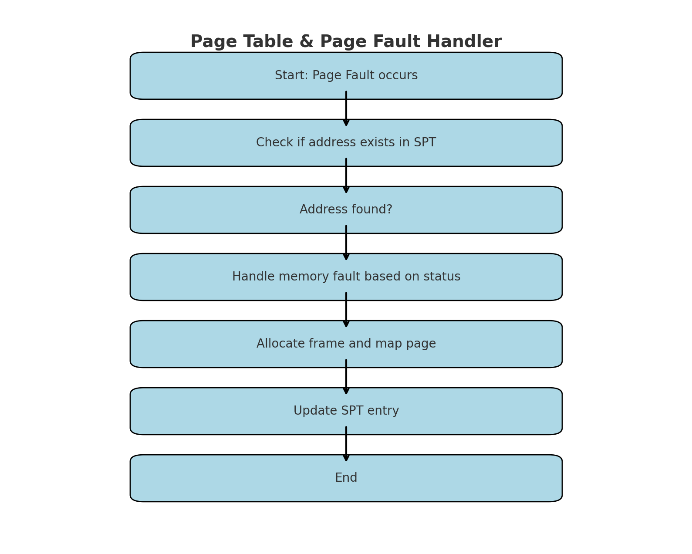 Page Table & Page Fault Handler
Start: Page Fault occurs
Check if address exists in SPT
Address found?
Handle memory fault based on status
Allocate frame and map page
Update SPT entry
End